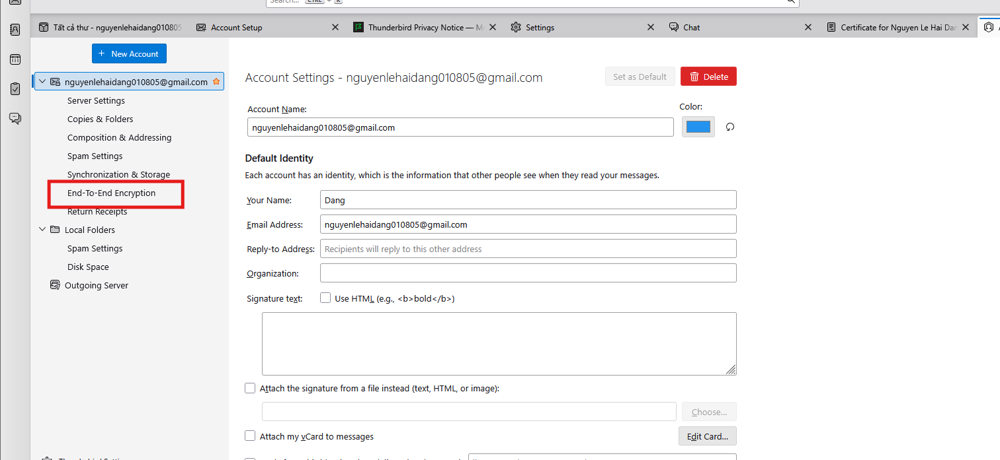 Search... CTRL + K
Tất cả thư - nguyenlehaidang010805
Account Setup
Thunderbird Privacy Notice — M
Settings
Chat
Certificate for Nguyen Le Hai Dan
+ New Account
nguyenlehaidang010805@gmail.com
Server Settings
Copies & Folders
Composition & Addressing
Spam Settings
Synchronization & Storage
End-To-End Encryption
Return Receipts
Local Folders
Spam Settings
Disk Space
Outgoing Server
Account Settings - nguyenlehaidang010805@gmail.com
Set as Default
Delete
Account Name:
Color:
nguyenlehaidang010805@gmail.com
Default Identity
Each account has an identity, which is the information that other people see when they read your messages.
Your Name: Dang
Email Address: nguyenlehaidang010805@gmail.com
Reply-to Address: Recipients will reply to this other address
Organization:
Signature text: Use HTML (e.g., <b>bold</b>)
Attach the signature from a file instead (text, HTML, or image):
Choose...
Attach my vCard to messages
Edit Card...